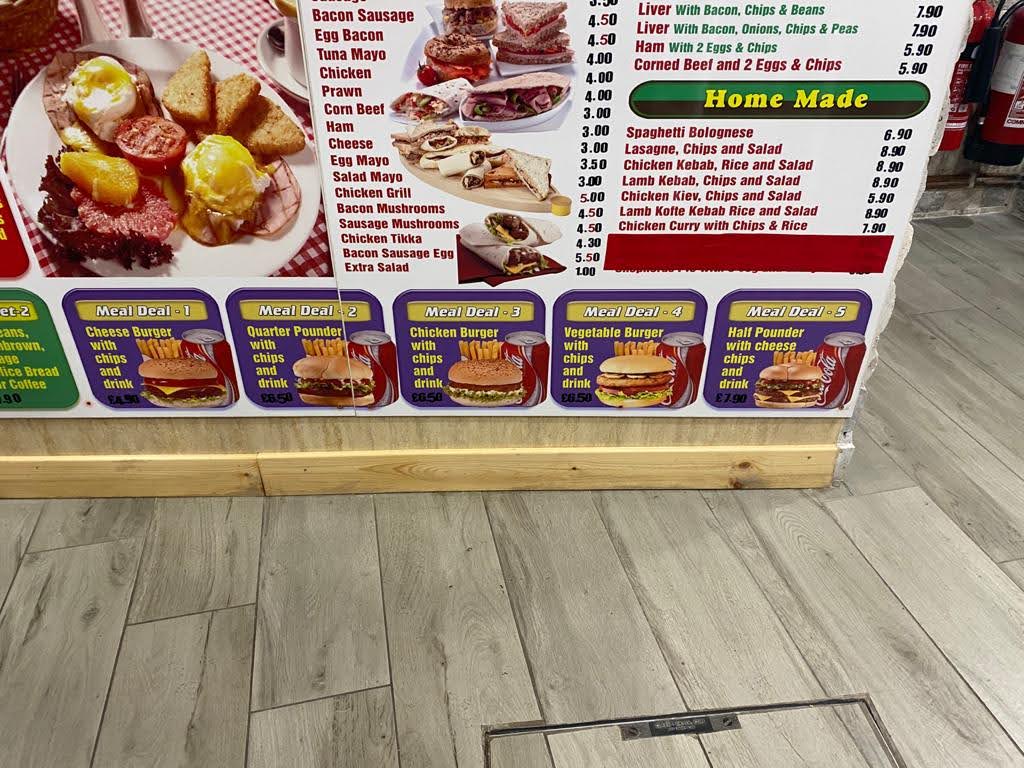 Bacon Sausage 4.50
Egg Bacon 4.50
Tuna Mayo 4.00
Chicken 4.00
Prawn 4.00
Corn Beef 3.00
Ham 3.00
Cheese 3.00
Egg Mayo 3.50
Salad Mayo 3.00
Chicken Grill 5.00
Bacon Mushrooms 4.50
Sausage Mushrooms 4.50
Chicken Tikka 4.30
Bacon Sausage Egg 5.50
Extra Salad 1.00
Liver With Bacon, Chips & Beans 7.90
Liver With Bacon, Onions, Chips & Peas 7.90
Ham With 2 Eggs & Chips 5.90
Corned Beef and 2 Eggs & Chips 5.90
Home Made
Spaghetti Bolognese 6.90
Lasagne, Chips and Salad 8.90
Chicken Kebab, Rice and Salad 8.90
Lamb Kebab, Chips and Salad 8.90
Chicken Kiev, Chips and Salad 5.90
Lamb Kofte Kebab Rice and Salad 8.90
Chicken Curry with Chips & Rice 7.90
Meal Deal - 1
Cheese Burger
with
chips
and
drink
£4.90
Meal Deal - 2
Quarter Pounder
with
chips
and
drink
£6.50
Meal Deal - 3
Chicken Burger
with
chips
and
drink
£6.50
Meal Deal - 4
Vegetable Burger
with
chips
and
drink
£6.50
Meal Deal - 5
Half Pounder
with cheese
chips
and
drink
£7.90